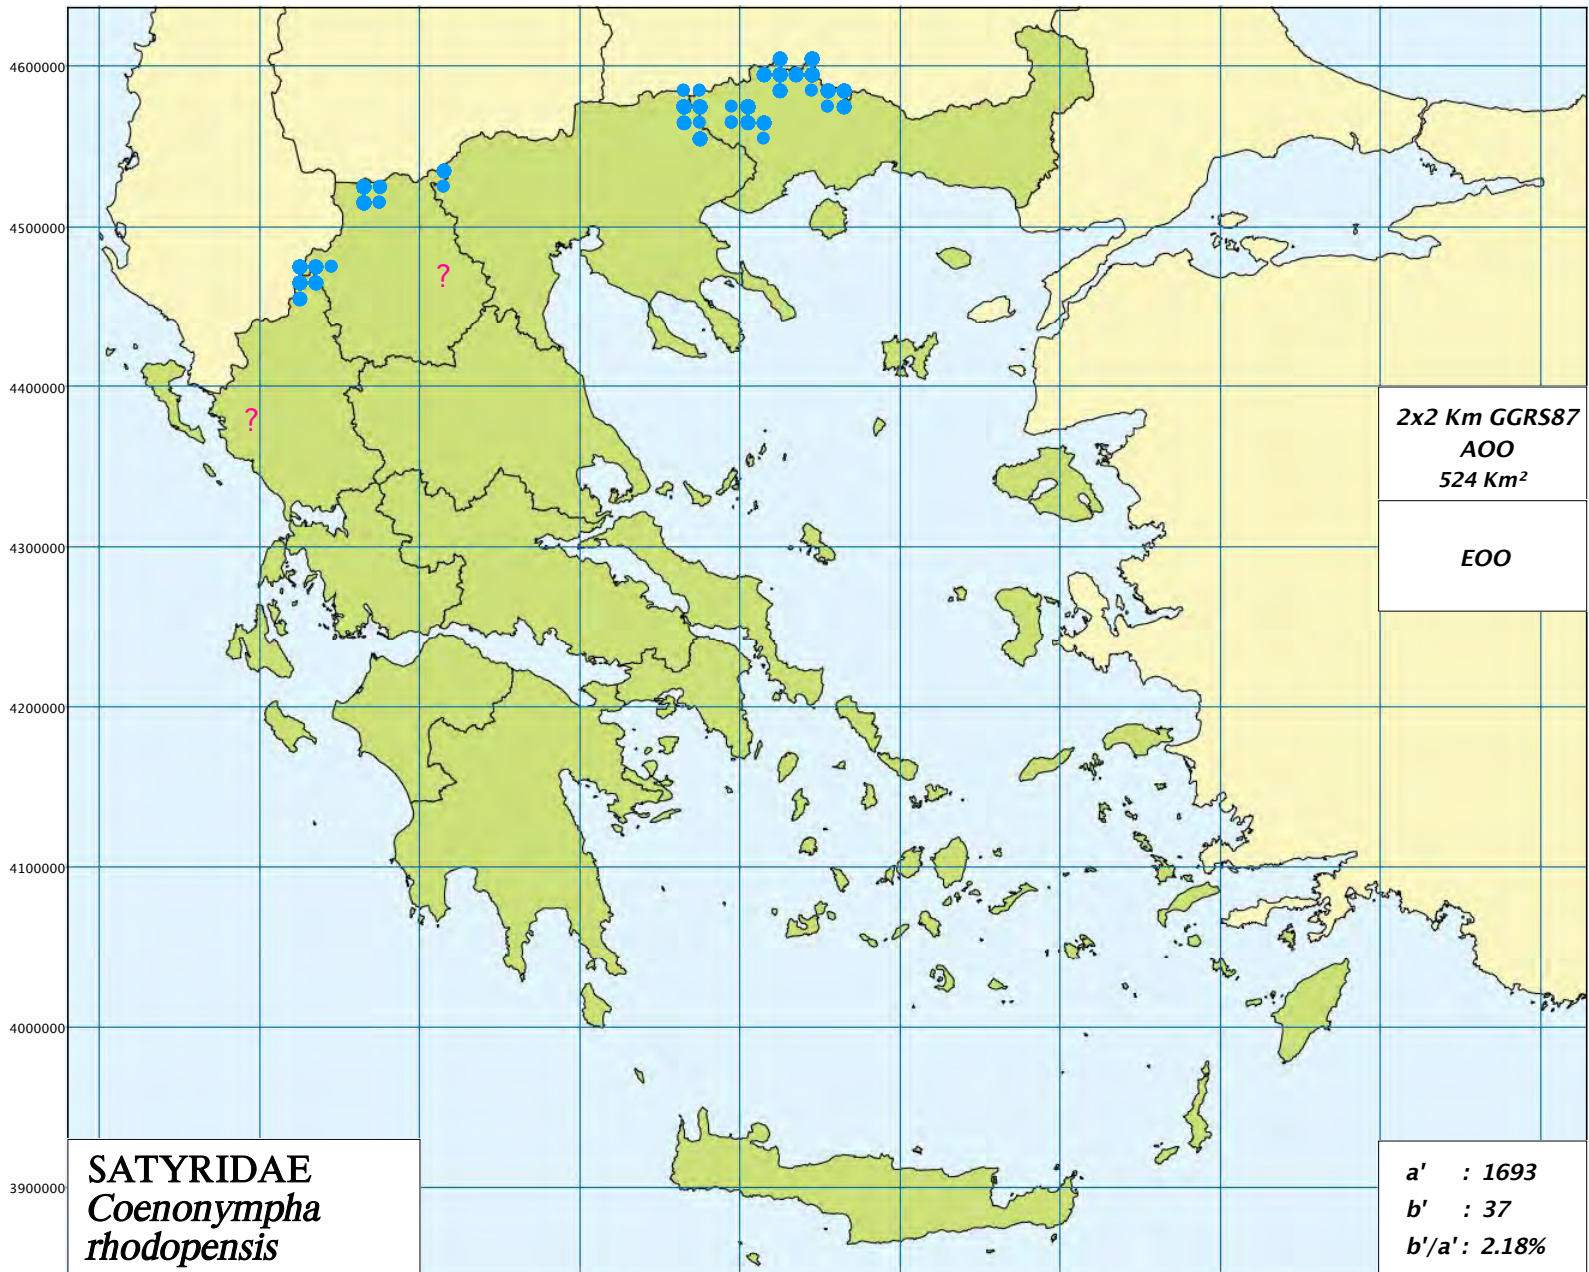 4600000
4500000
?
4400000
?
2x2 Km GGRS87
AOO
524 Km²
EOO
4300000
4200000
4100000
4000000
3900000
SATYRIDAE
Coenonympha
rhodopensis
a' : 1693
b' : 37
b'/a' : 2.18%